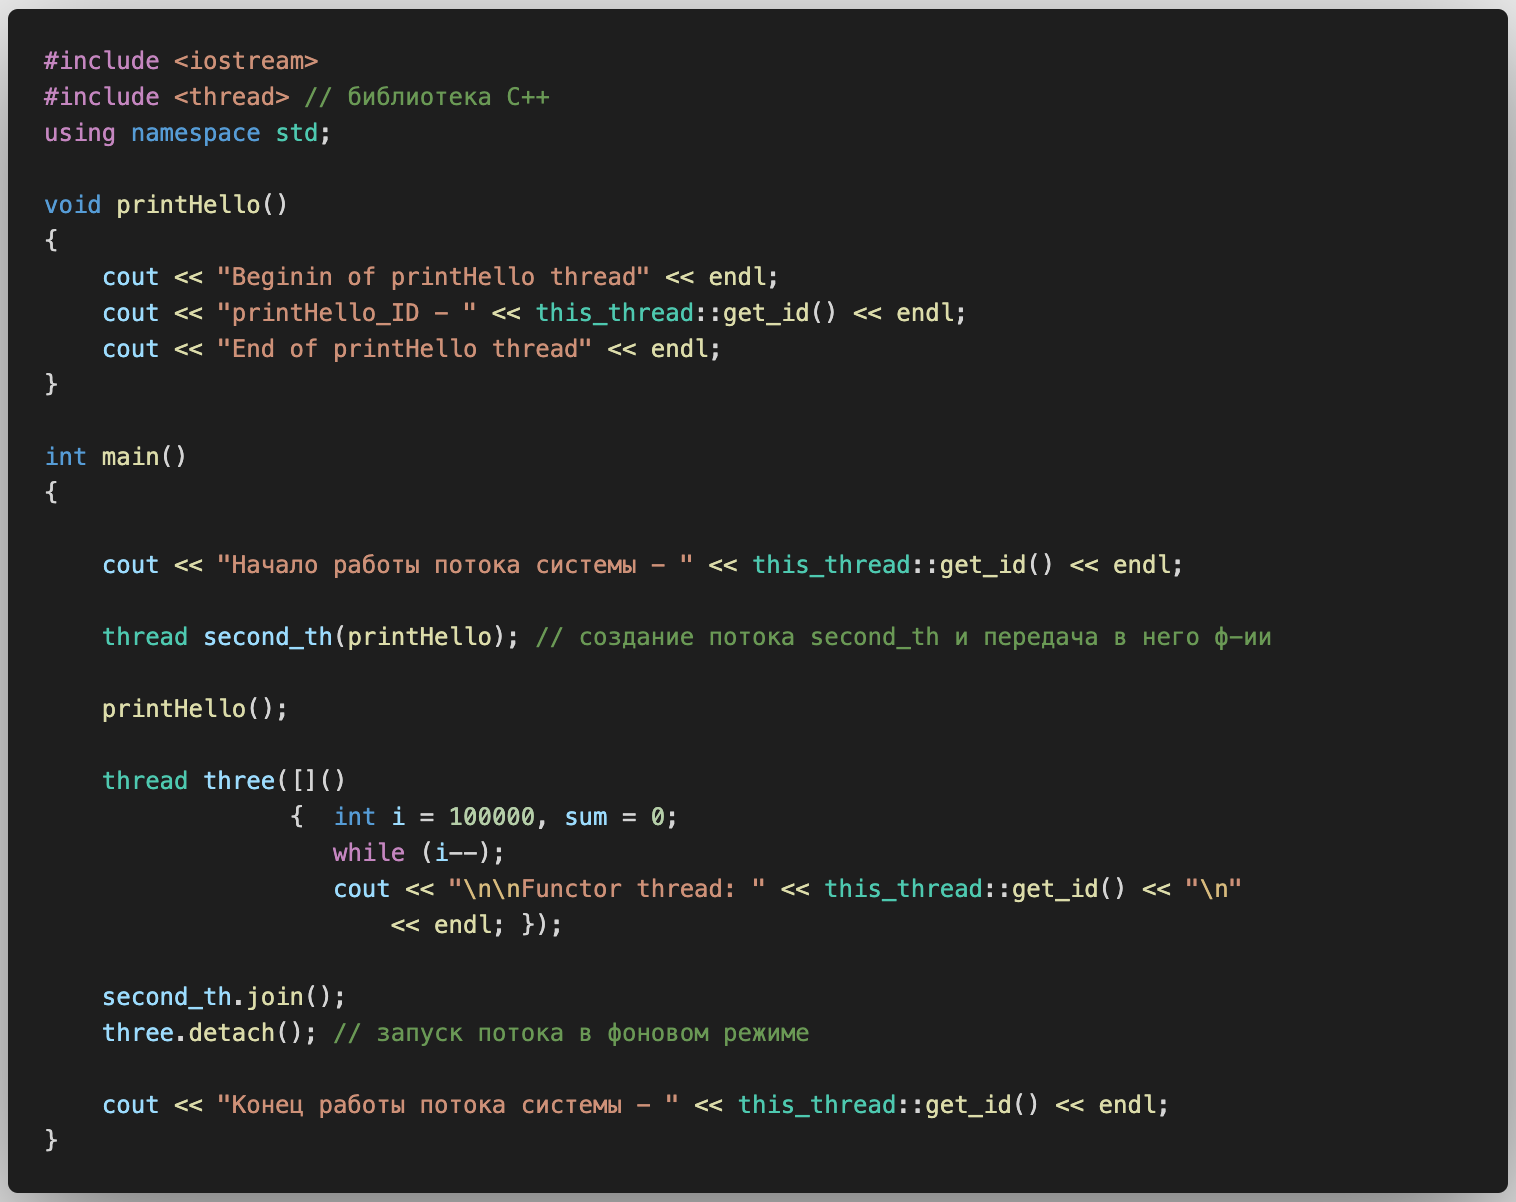 #include <iostream>
#include <thread> // библиотека C++
using namespace std;

void printHello()
{
    cout << "Beginin of printHello thread" << endl;
    cout << "printHello_ID - " << this_thread::get_id() << endl;
    cout << "End of printHello thread" << endl;
}

int main()
{

    cout << "Начало работы потока системы - " << this_thread::get_id() << endl;

    thread second_th(printHello); // создание потока second_th и передача в него ф-ии

    printHello();

    thread three([]()
                 {  int i = 100000, sum = 0;
                    while (i--);
                    cout << "\n\nFunctor thread: " << this_thread::get_id() << "\n"
                        << endl; });

    second_th.join();
    three.detach(); // запуск потока в фоновом режиме

    cout << "Конец работы потока системы - " << this_thread::get_id() << endl;
}